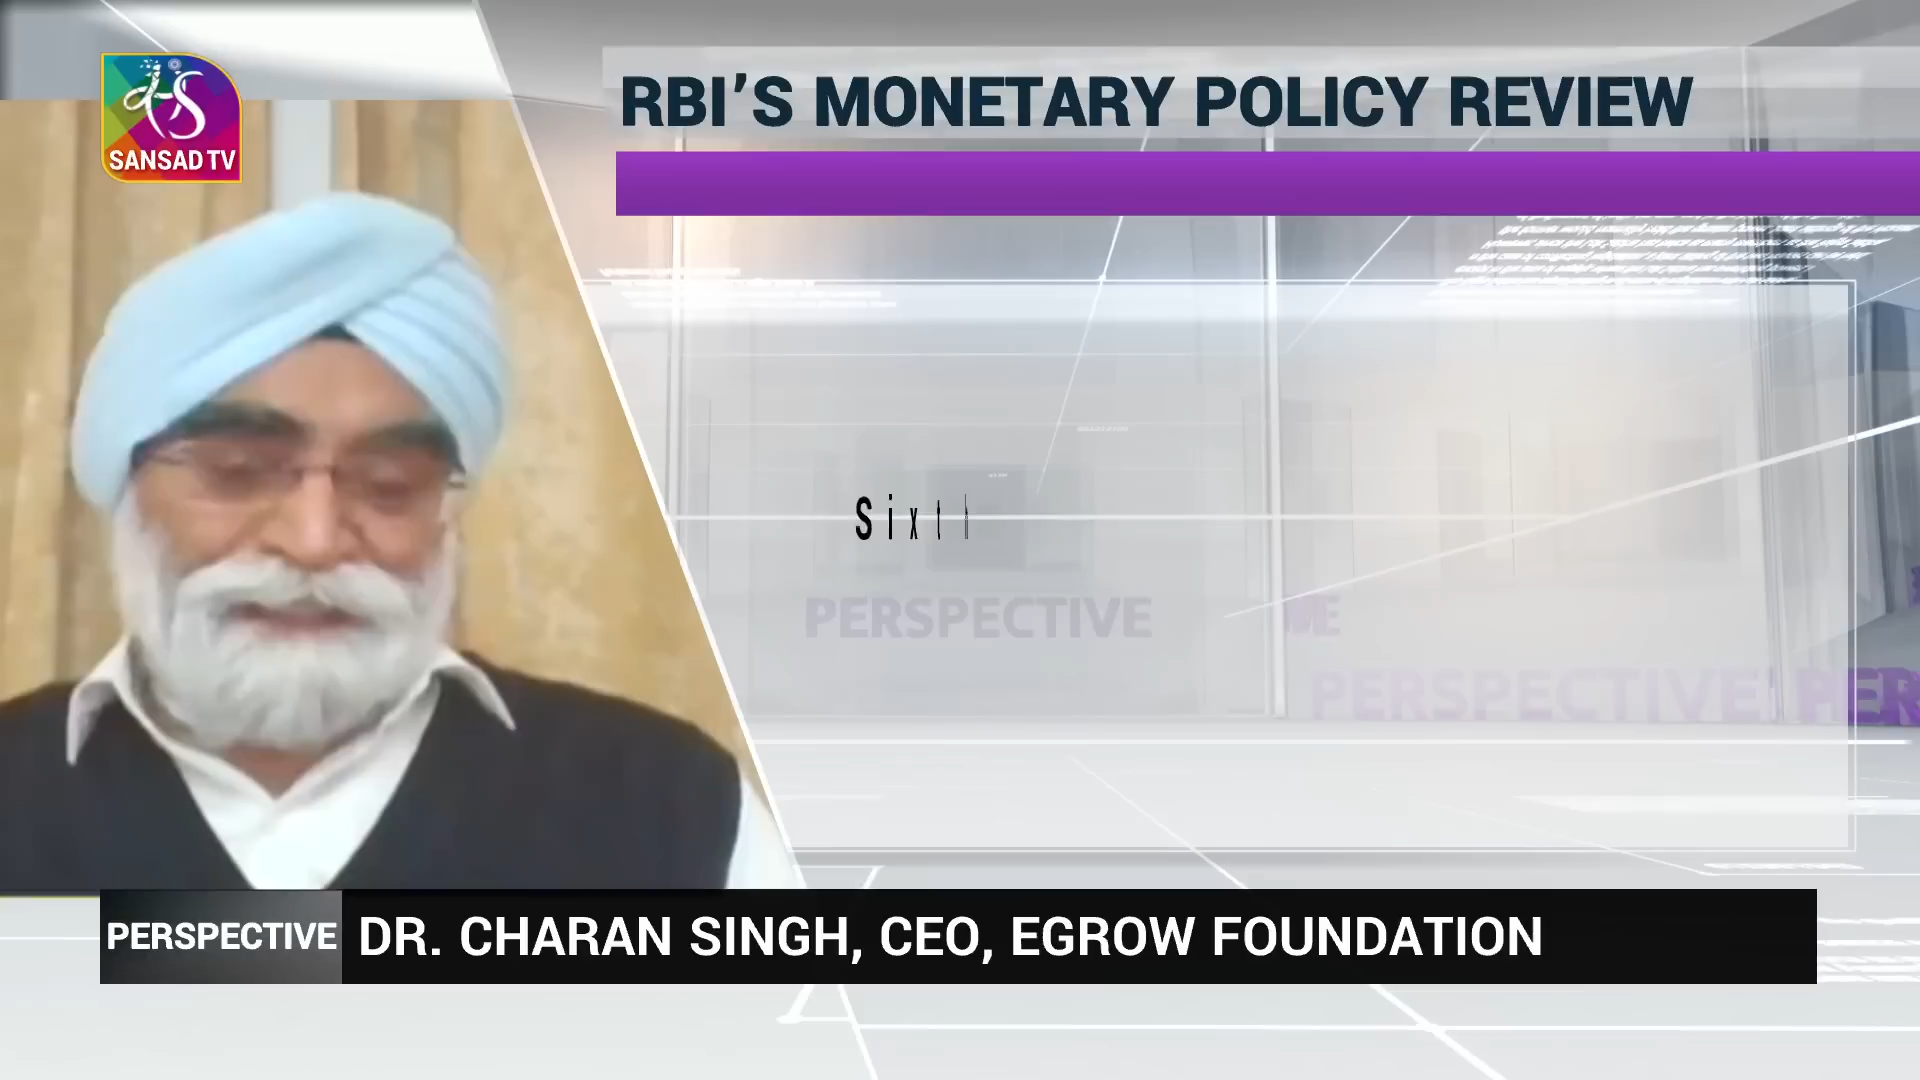 SANSAD TV
RBI'S MONETARY POLICY REVIEW
Sixth
PERSPECTIVE
PERSPECTIVE
PERSPECTIVE DR. CHARAN SINGH, CEO, EGROW FOUNDATION